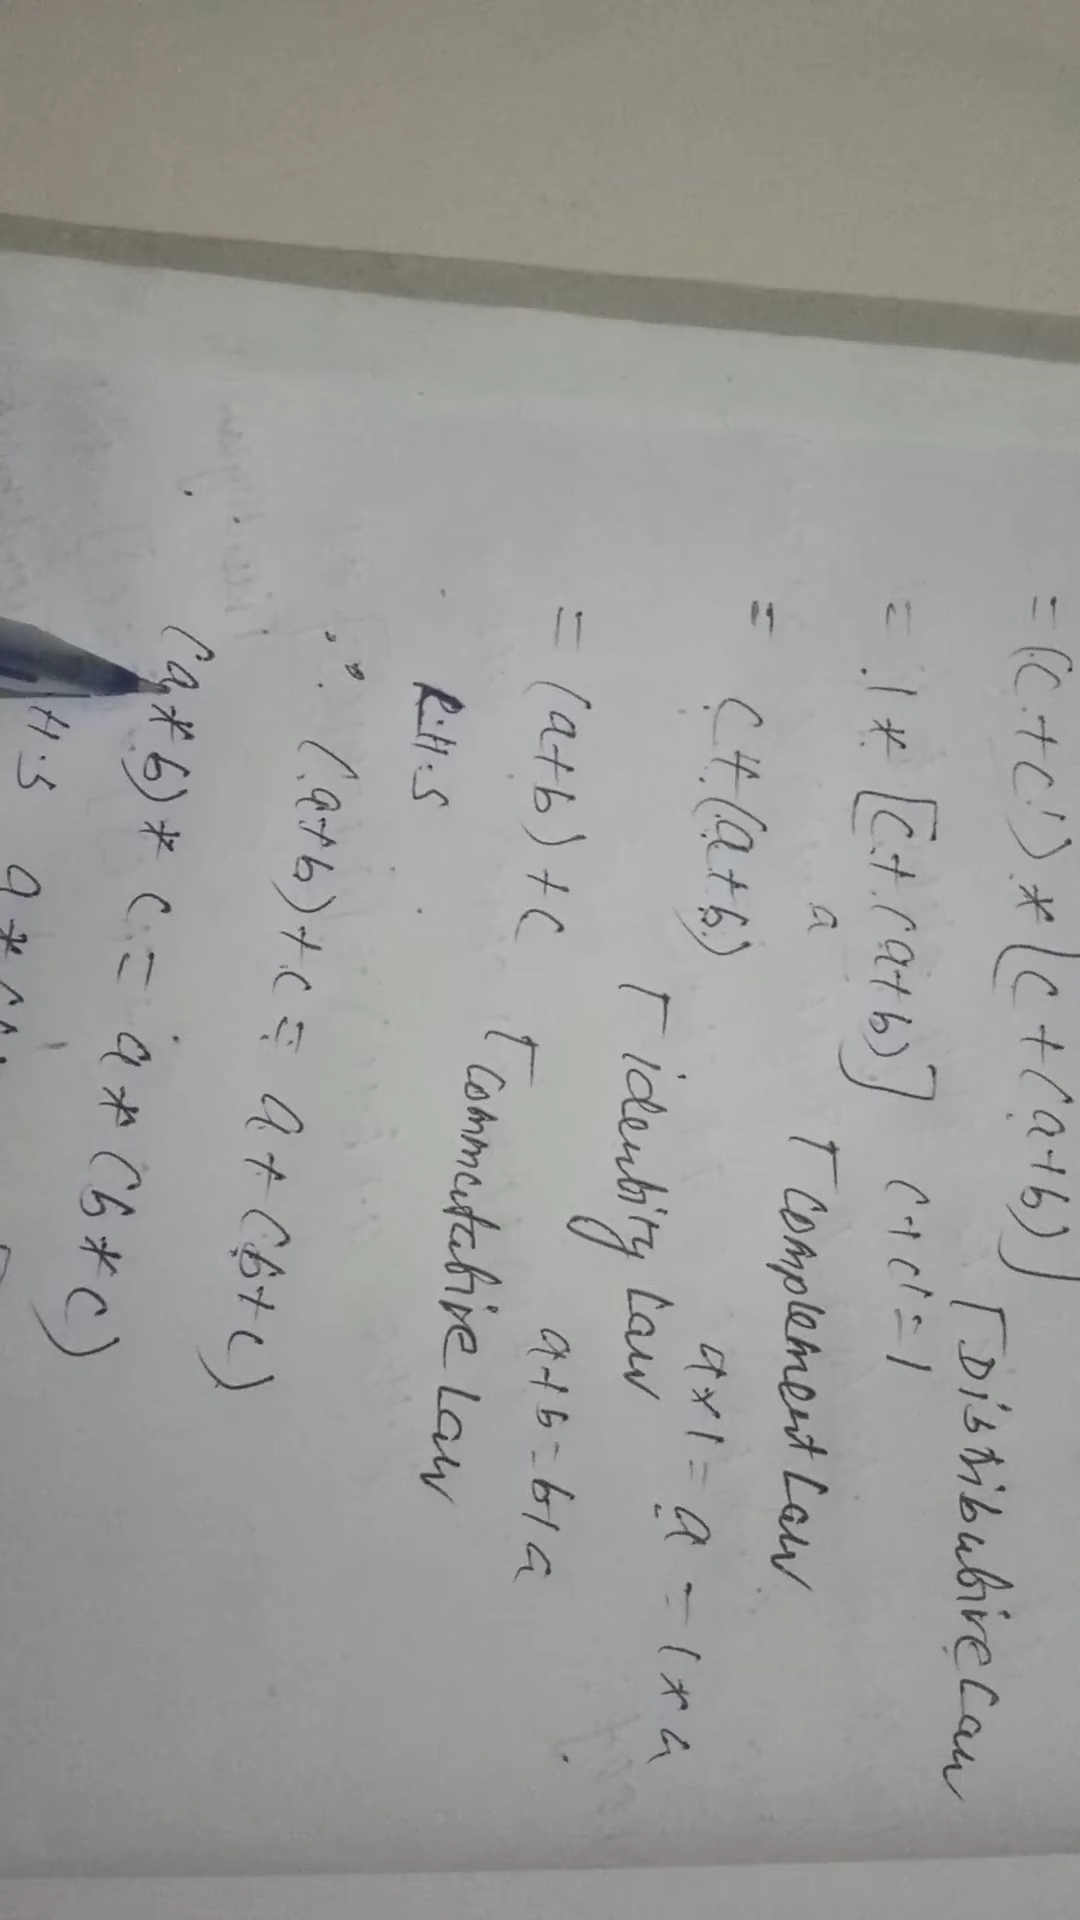 = (c + c') * [c + (a+b)] [Distributive Law
= 1 * [c + (a+b)] c+c' = 1
a [Complement Law
= c + (a+b) a*1 = a = 1*a
[identity Law
= (a+b) + c a+b = b+a
[Commutative Law
R.H.S
∴ (a+b)+c = a+(b+c)
(a*b)*c = a*(b*c)
H.S a*